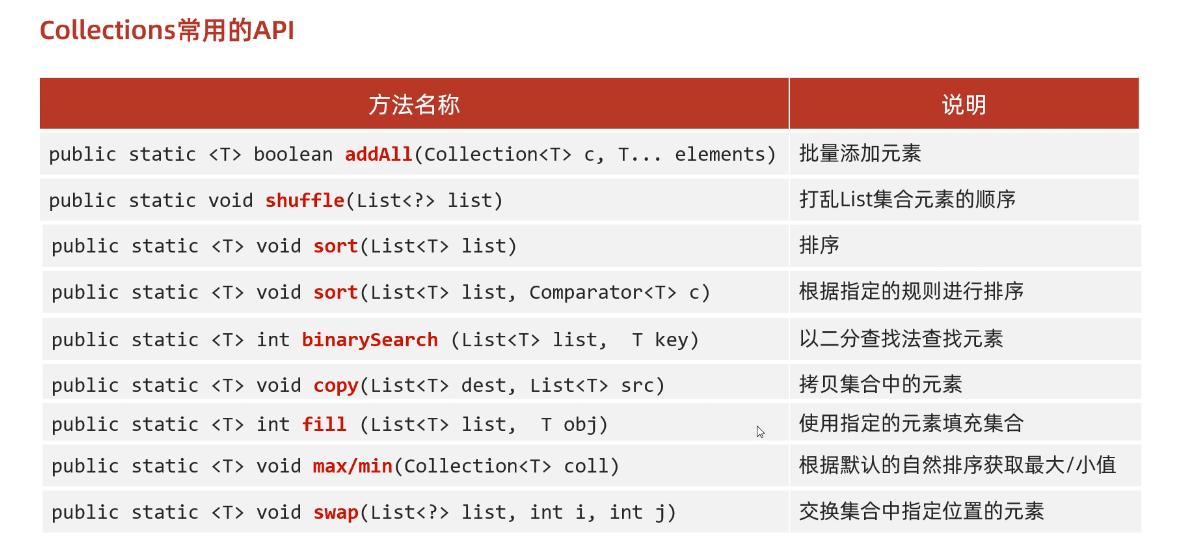 Collections常用的API
方法名称 说明
public static <T> boolean addAll(Collection<T> c, T... elements) 批量添加元素
public static void shuffle(List<?> list) 打乱List集合元素的顺序
public static <T> void sort(List<T> list) 排序
public static <T> void sort(List<T> list, Comparator<T> c) 根据指定的规则进行排序
public static <T> int binarySearch (List<T> list,  T key) 以二分查找法查找元素
public static <T> void copy(List<T> dest, List<T> src) 拷贝集合中的元素
public static <T> int fill (List<T> list,  T obj) 使用指定的元素填充集合
public static <T> void max/min(Collection<T> coll) 根据默认的自然排序获取最大/小值
public static <T> void swap(List<?> list, int i, int j) 交换集合中指定位置的元素